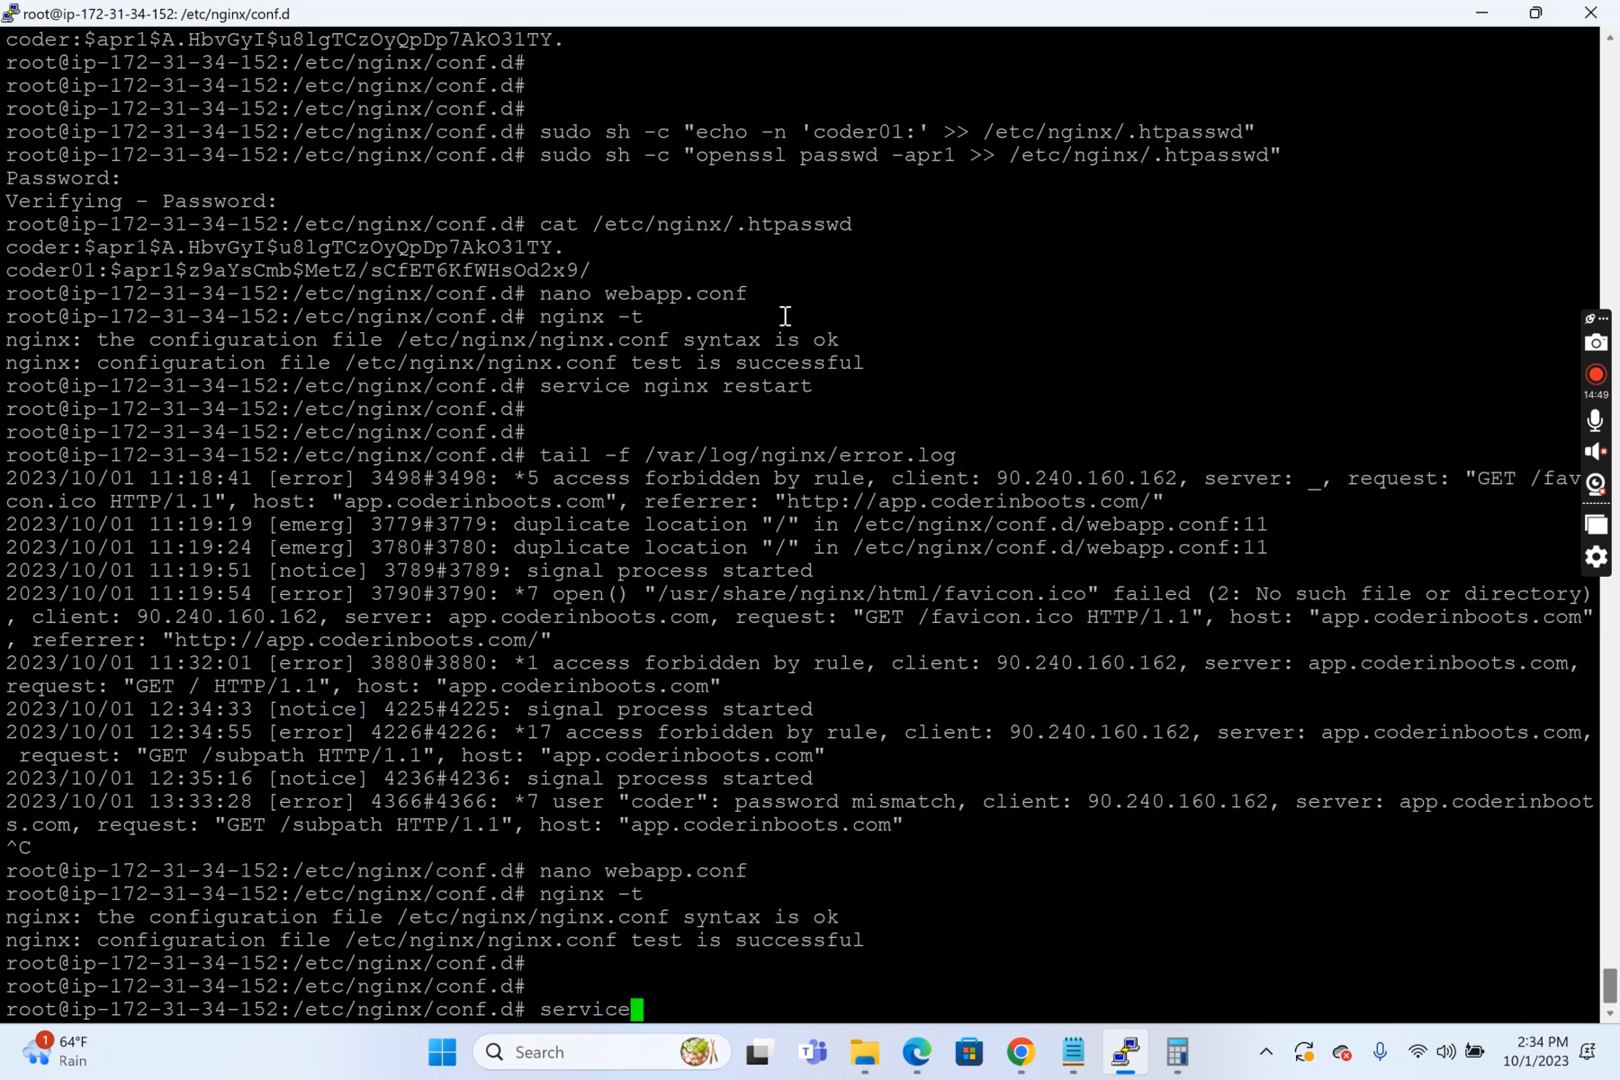 root@ip-172-31-34-152: /etc/nginx/conf.d
coder:$apr1$A.HbvGyI$u8lgTCzOyQpDp7AkO31TY.
root@ip-172-31-34-152:/etc/nginx/conf.d#
root@ip-172-31-34-152:/etc/nginx/conf.d#
root@ip-172-31-34-152:/etc/nginx/conf.d#
root@ip-172-31-34-152:/etc/nginx/conf.d# sudo sh -c "echo -n 'coder01:' >> /etc/nginx/.htpasswd"
root@ip-172-31-34-152:/etc/nginx/conf.d# sudo sh -c "openssl passwd -apr1 >> /etc/nginx/.htpasswd"
Password:
Verifying - Password:
root@ip-172-31-34-152:/etc/nginx/conf.d# cat /etc/nginx/.htpasswd
coder:$apr1$A.HbvGyI$u8lgTCzOyQpDp7AkO31TY.
coder01:$apr1$z9aYsCmb$MetZ/sCfET6KfWHsOd2x9/
root@ip-172-31-34-152:/etc/nginx/conf.d# nano webapp.conf
root@ip-172-31-34-152:/etc/nginx/conf.d# nginx -t
nginx: the configuration file /etc/nginx/nginx.conf syntax is ok
nginx: configuration file /etc/nginx/nginx.conf test is successful
root@ip-172-31-34-152:/etc/nginx/conf.d# service nginx restart
root@ip-172-31-34-152:/etc/nginx/conf.d#
root@ip-172-31-34-152:/etc/nginx/conf.d#
root@ip-172-31-34-152:/etc/nginx/conf.d# tail -f /var/log/nginx/error.log
2023/10/01 11:18:41 [error] 3498#3498: *5 access forbidden by rule, client: 90.240.160.162, server: _, request: "GET /fav
con.ico HTTP/1.1", host: "app.coderinboots.com", referrer: "http://app.coderinboots.com/"
2023/10/01 11:19:19 [emerg] 3779#3779: duplicate location "/" in /etc/nginx/conf.d/webapp.conf:11
2023/10/01 11:19:24 [emerg] 3780#3780: duplicate location "/" in /etc/nginx/conf.d/webapp.conf:11
2023/10/01 11:19:51 [notice] 3789#3789: signal process started
2023/10/01 11:19:54 [error] 3790#3790: *7 open() "/usr/share/nginx/html/favicon.ico" failed (2: No such file or directory)
, client: 90.240.160.162, server: app.coderinboots.com, request: "GET /favicon.ico HTTP/1.1", host: "app.coderinboots.com"
, referrer: "http://app.coderinboots.com/"
2023/10/01 11:32:01 [error] 3880#3880: *1 access forbidden by rule, client: 90.240.160.162, server: app.coderinboots.com,
request: "GET / HTTP/1.1", host: "app.coderinboots.com"
2023/10/01 12:34:33 [notice] 4225#4225: signal process started
2023/10/01 12:34:55 [error] 4226#4226: *17 access forbidden by rule, client: 90.240.160.162, server: app.coderinboots.com,
request: "GET /subpath HTTP/1.1", host: "app.coderinboots.com"
2023/10/01 12:35:16 [notice] 4236#4236: signal process started
2023/10/01 13:33:28 [error] 4366#4366: *7 user "coder": password mismatch, client: 90.240.160.162, server: app.coderinboot
s.com, request: "GET /subpath HTTP/1.1", host: "app.coderinboots.com"
^C
root@ip-172-31-34-152:/etc/nginx/conf.d# nano webapp.conf
root@ip-172-31-34-152:/etc/nginx/conf.d# nginx -t
nginx: the configuration file /etc/nginx/nginx.conf syntax is ok
nginx: configuration file /etc/nginx/nginx.conf test is successful
root@ip-172-31-34-152:/etc/nginx/conf.d#
root@ip-172-31-34-152:/etc/nginx/conf.d#
root@ip-172-31-34-152:/etc/nginx/conf.d# service
14:49
1
64°F
Rain
Search
2:34 PM
10/1/2023